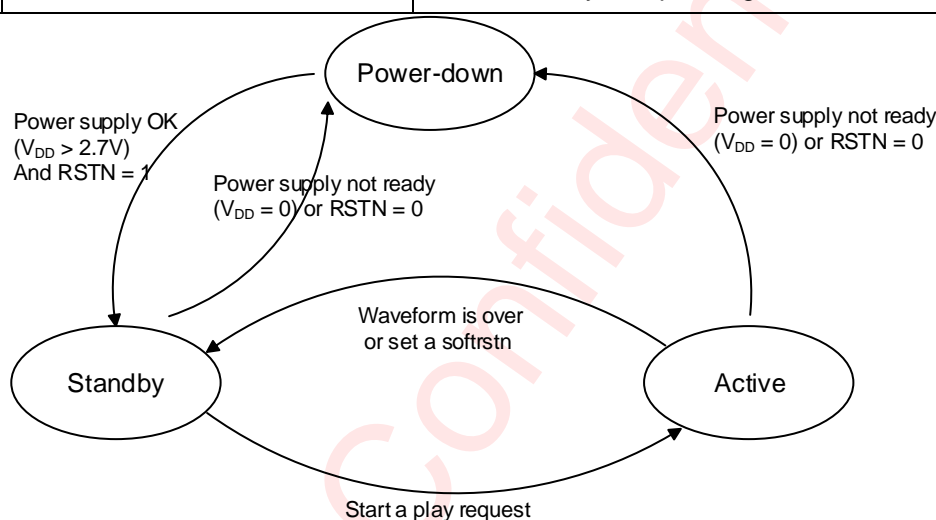 Power-down
Power supply OK
(VDD > 2.7V)
And RSTN = 1
Power supply not ready
(VDD = 0) or RSTN = 0
Power supply not ready
(VDD = 0) or RSTN = 0
Waveform is over
or set a softrstn
Standby
Active
Start a play request
Confiden